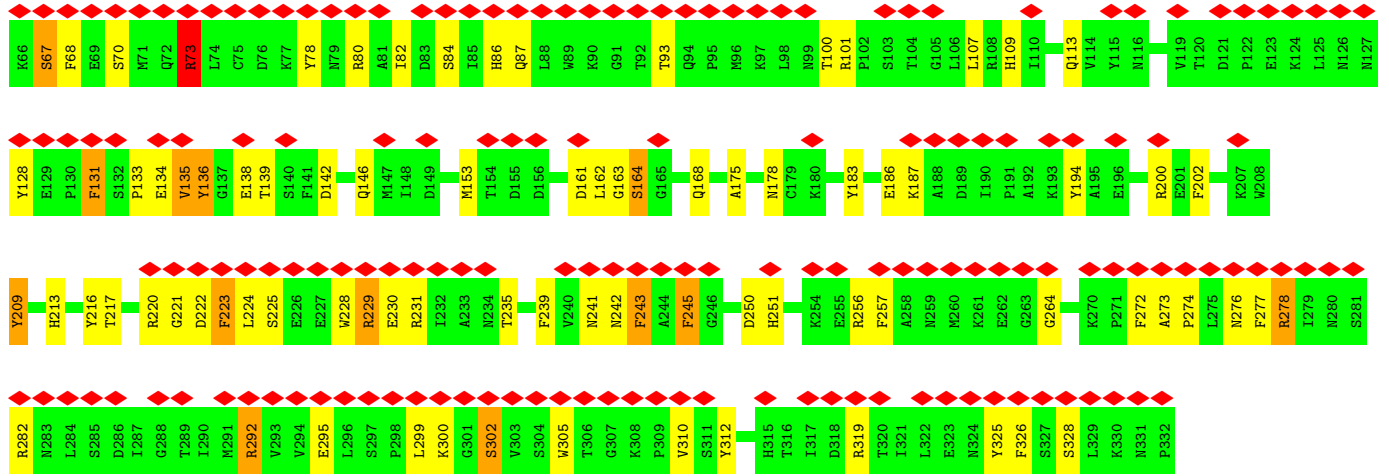 K66 S67 F68 E69 S70 M71 Q72 R73 L74 C75 D76 K77 Y78 N79 R80 A81 I82 D83 S84 I85 H86 Q87 L88 W89 K90 G91 T92 T93 Q94 P95 M96 K97 L98 N99 T100 R101 P102 S103 T104 G105 L106 L107 R108 H109 I110 Q113 V114 Y115 N116 V119 T120 D121 P122 E123 K124 L125 N126 N127
Y128 E129 P130 F131 S132 P133 E134 V135 Y136 G137 E138 T139 S140 F141 D142 Q146 M147 I148 D149 M153 T154 D155 D156 D161 L162 G163 S164 G165 Q168 A175 N178 C179 K180 Y183 E186 K187 A188 D189 I190 P191 A192 K193 Y194 A195 E196 R200 E201 F202 K207 W208
Y209 H213 Y216 T217 R220 G221 D222 F223 L224 S225 E226 E227 W228 R229 E230 R231 I232 A233 N234 T235 F239 V240 N241 N242 F243 A244 F245 G246 D250 H251 K254 E255 R256 F257 A258 N259 M260 K261 E262 G263 G264 K270 P271 F272 A273 P274 L275 N276 F277 R278 I279 N280 S281
R282 N283 L284 S285 D286 I287 G288 T289 I290 M291 R292 V293 V294 E295 L296 S297 P298 L299 K300 G301 S302 V303 S304 W305 T306 G307 K308 P309 V310 S311 Y312 H315 T316 I317 D318 R319 T320 I321 L322 E323 N324 Y325 F326 S327 S328 L329 K330 N331 P332